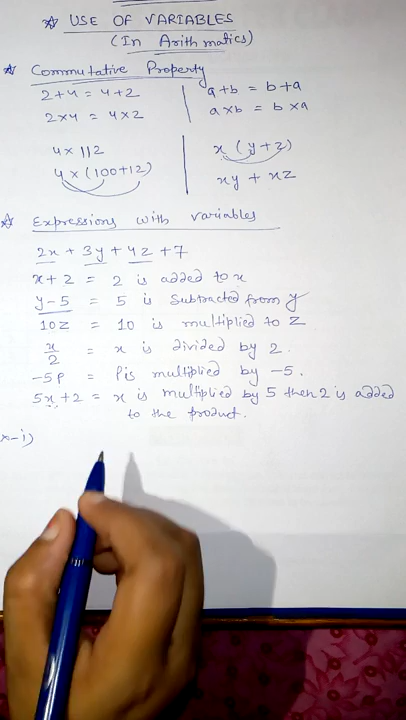 ☆ USE OF VARIABLES
(In Arithmatics)
☆ Commutative Property
2+4 = 4+2 | a+b = b+a
2×4 = 4×2 | a×b = b×a
4×112 | x(y+z)
4×(100+12) | xy + xz
☆ Expressions with variables
2x + 3y + 4z + 7
x+2 = 2 is added to x
y-5 = 5 is Subtracted from y
10z = 10 is multiplied to z
x/2 = x is divided by 2.
-5P = P is multiplied by -5.
5x+2 = x is multiplied by 5 then 2 is added
to the product.
x-i)